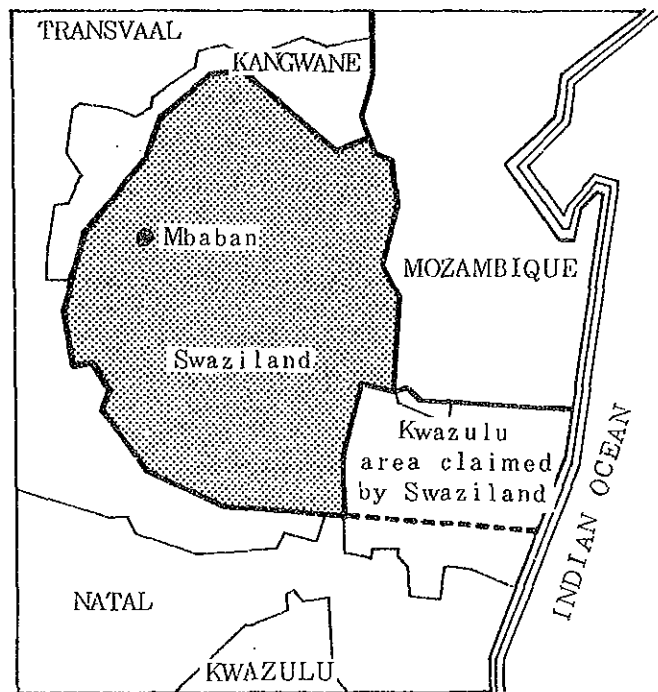 TRANSVAAL
KANGWANE
Mbaban
MOZAMBIQUE
Swaziland
Kwazulu
area claimed
by Swaziland
INDIAN OCEAN
NATAL
KWAZULU